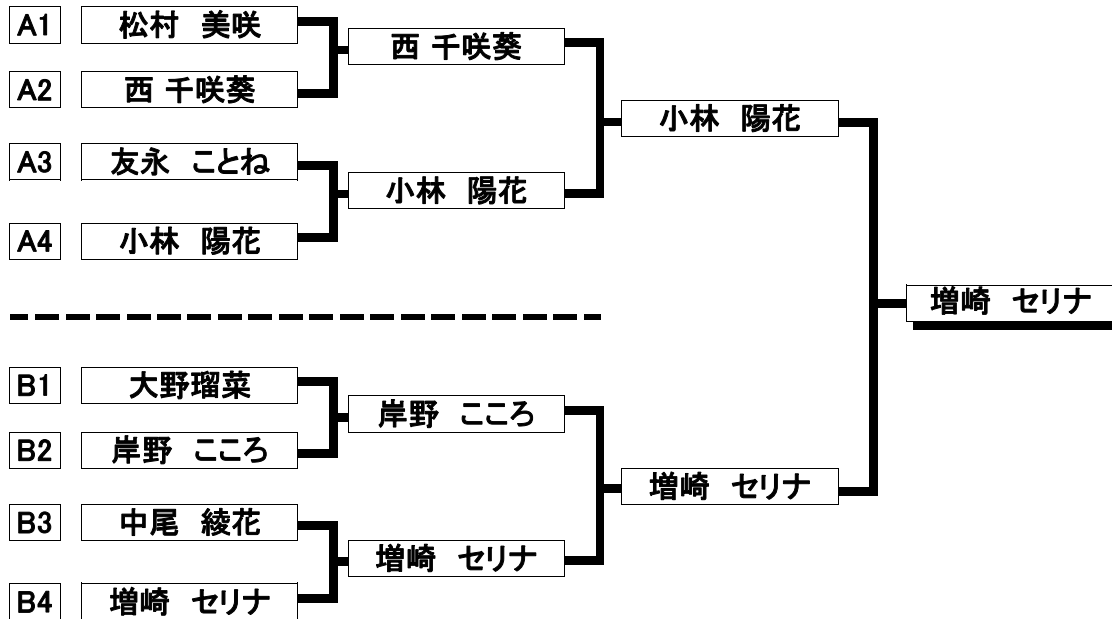 A1 松村　美咲
西 千咲葵
A2 西 千咲葵
小林　陽花
A3 友永　ことね
小林　陽花
A4 小林　陽花
増崎　セリナ
B1 大野瑠菜
岸野　こころ
B2 岸野　こころ
増崎　セリナ
B3 中尾　綾花
増崎　セリナ
B4 増崎　セリナ